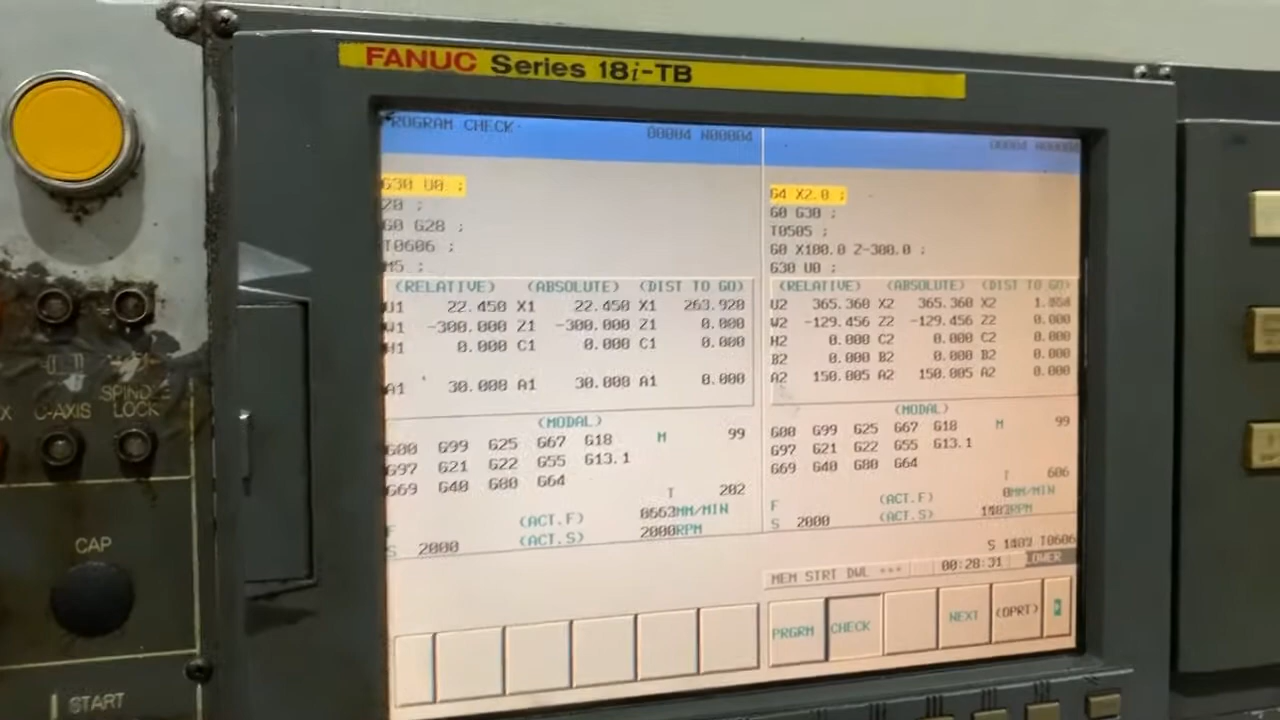 FANUC Series 18i-TB
PROGRAM CHECK
O0004 N00004
G30 U0 ;
Z0 ;
G0 G28 ;
T0606 ;
M5 ;
(RELATIVE) (ABSOLUTE) (DIST TO GO)
U1 22.450 X1 22.450 X1 263.920
W1 -300.000 Z1 -300.000 Z1 0.000
H1 0.000 C1 0.000 C1 0.000
A1 30.000 A1 30.000 A1 0.000
(MODAL)
G00 G99 G25 G67 G18 M 99
G97 G21 G22 G55 G13.1
G69 G40 G80 G64
T 202
F (ACT.F) 8663MM/MIN
S 2000 (ACT.S) 2000RPM
O0004 N00004
G4 X2.0 ;
G0 G30 ;
T0505 ;
G0 X100.0 Z-300.0 ;
G30 U0 ;
(RELATIVE) (ABSOLUTE) (DIST TO GO)
U2 365.360 X2 365.360 X2
W2 -129.456 Z2 -129.456 Z2 0.000
H2 0.000 C2 0.000 C2 0.000
B2 0.000 B2 0.000 B2 0.000
A2 150.005 A2 150.005 A2 0.000
(MODAL)
G00 G99 G25 G67 G18 M 99
G97 G21 G22 G55 G13.1
G69 G40 G80 G64
T 606
F (ACT.F) 0MM/MIN
S 2000 (ACT.S)
S T0606
MEM STRT DWL *** 00:28:31 LOWER
PRGRM CHECK NEXT (OPRT)
SPINDLE
X C-AXIS LOCK
CAP
START